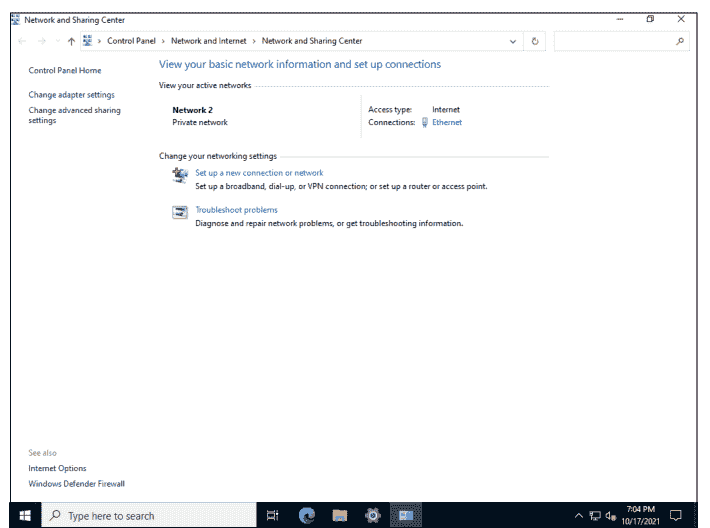 Network and Sharing Center
Control Panel > Network and Internet > Network and Sharing Center
Control Panel Home
Change adapter settings
Change advanced sharing
settings
View your basic network information and set up connections
View your active networks
Network 2
Private network
Access type: Internet
Connections: Ethernet
Change your networking settings
Set up a new connection or network
Set up a broadband, dial-up, or VPN connection; or set up a router or access point.
Troubleshoot problems
Diagnose and repair network problems, or get troubleshooting information.
See also
Internet Options
Windows Defender Firewall
Type here to search
7:04 PM
10/17/2021